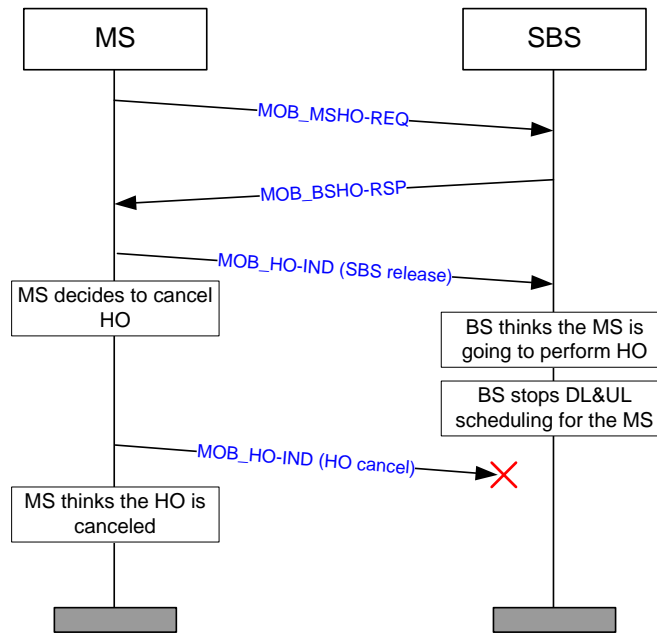 MS
SBS
MOB_MSHO-REQ
MOB_BSHO-RSP
MOB_HO-IND (SBS release)
MS decides to cancel
HO
BS thinks the MS is
going to perform HO
BS stops DL&UL
scheduling for the MS
MOB_HO-IND (HO cancel)
MS thinks the HO is
canceled